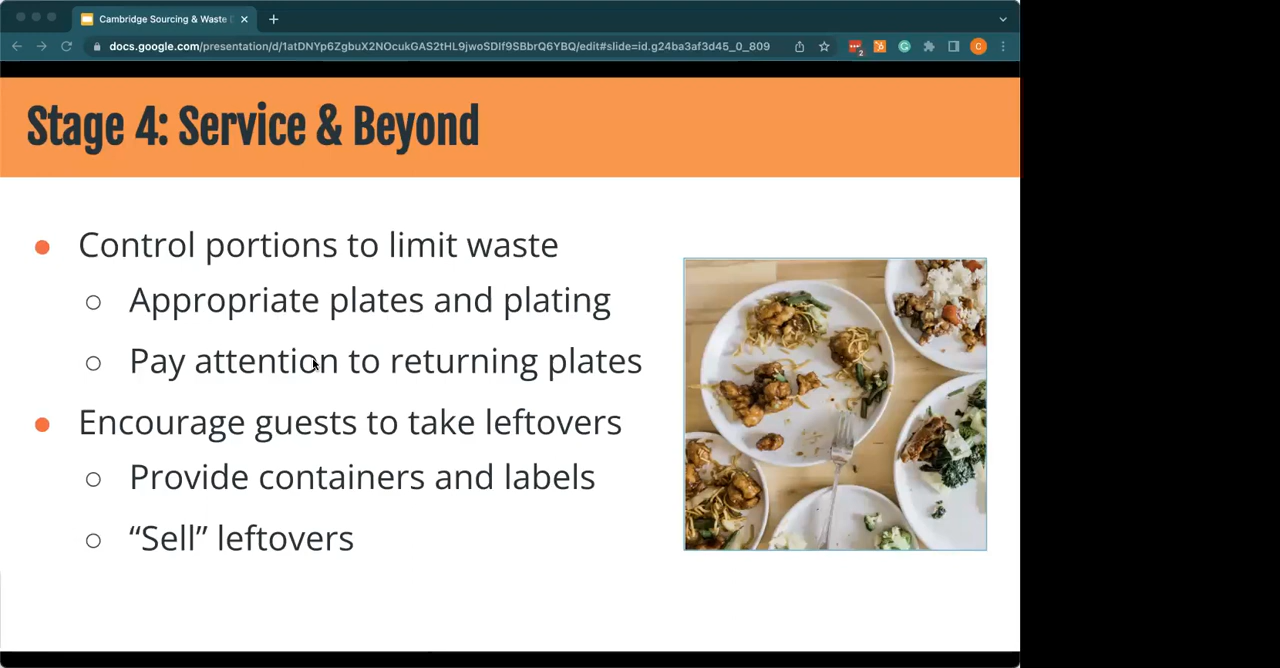 Cambridge Sourcing & Waste
docs.google.com/presentation/d/1atDNYp6ZgbuX2NOcukGAS2tHL9jwoSDIf9SBbrQ6YBQ/edit#slide=id.g24ba3af3d45_0_809
2
C
Stage 4: Service & Beyond
Control portions to limit waste
Appropriate plates and plating
Pay attention to returning plates
Encourage guests to take leftovers
Provide containers and labels
“Sell” leftovers